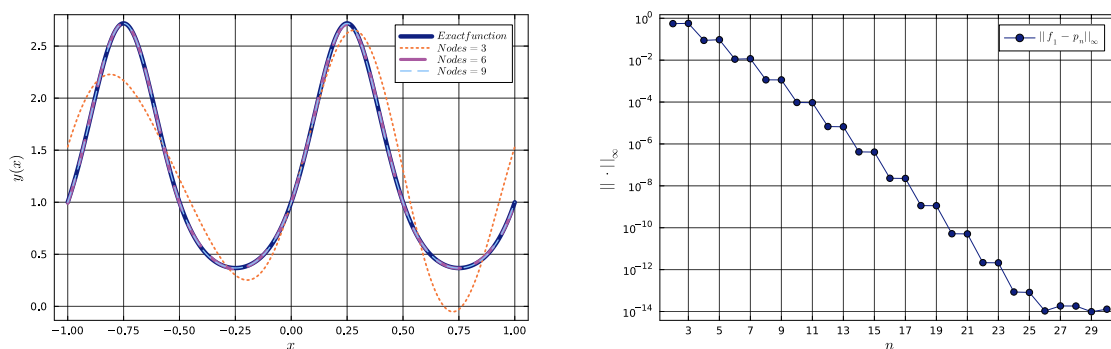 2.5
2.0
1.5
1.0
0.5
0.0
y(x)
−1.00 −0.75 −0.50 −0.25 0.00 0.25 0.50 0.75 1.00
x
Exactfunction
Nodes = 3
Nodes = 6
Nodes = 9
10⁰
10⁻²
10⁻⁴
10⁻⁶
10⁻⁸
10⁻¹⁰
10⁻¹²
10⁻¹⁴
|| · ||∞
3 5 7 9 11 13 15 17 19 21 23 25 27 29
n
||f₁ − pₙ||∞